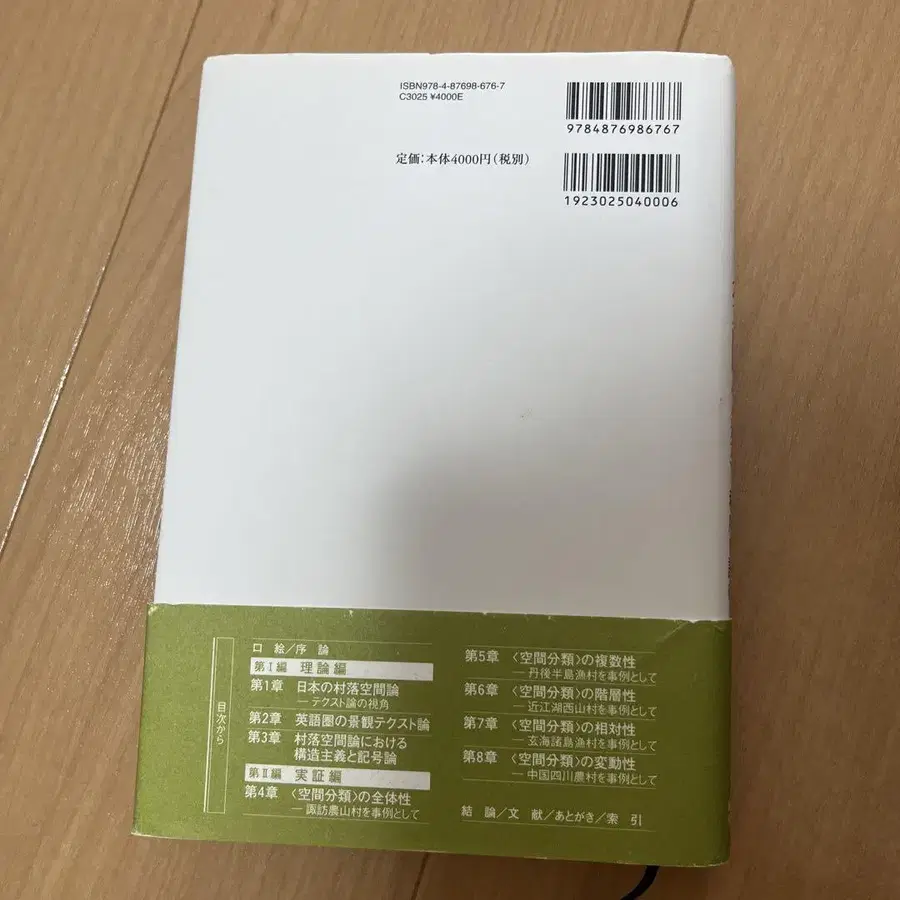 ISBN978-4-87698-676-7
C3025 ¥4000E
9784876986767
定価:本体4000円(税別)
1923025040006
目次から
口 絵/序 論
第Ⅰ編 理論編
第1章 日本の村落空間論
─テクスト論の視角
第2章 英語圏の景観テクスト論
第3章 村落空間論における
構造主義と記号論
第Ⅱ編 実証編
第4章 〈空間分類〉の全体性
─諏訪農山村を事例として
第5章 〈空間分類〉の複数性
─丹後半島漁村を事例として
第6章 〈空間分類〉の階層性
─近江湖西山村を事例として
第7章 〈空間分類〉の相対性
─玄海諸島漁村を事例として
第8章 〈空間分類〉の変動性
─中国四川農村を事例として
結 論/文 献/あとがき/索 引